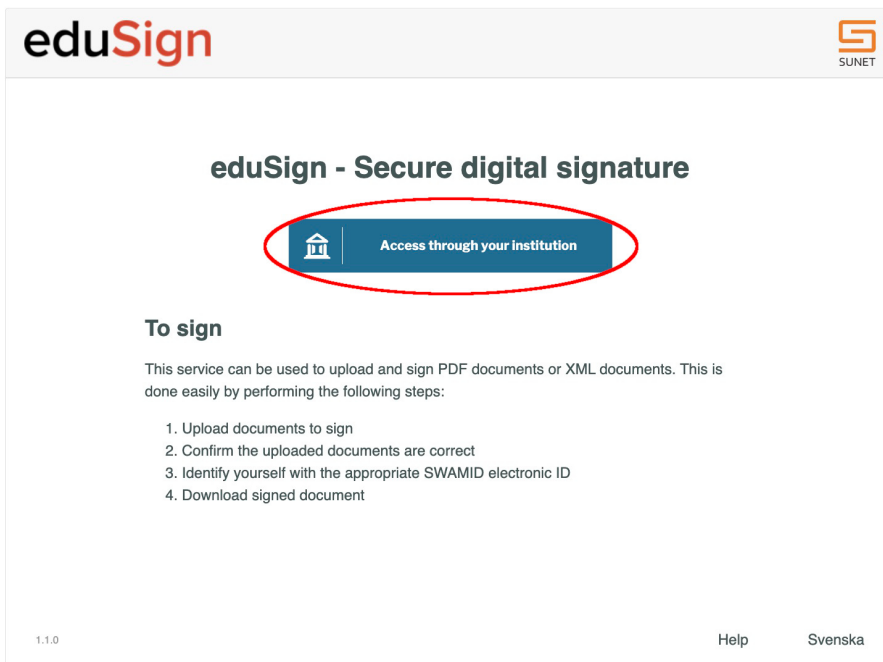 eduSign
SUNET
eduSign - Secure digital signature
Access through your institution
To sign
This service can be used to upload and sign PDF documents or XML documents. This is
done easily by performing the following steps:
1. Upload documents to sign
2. Confirm the uploaded documents are correct
3. Identify yourself with the appropriate SWAMID electronic ID
4. Download signed document
1.1.0
Help
Svenska